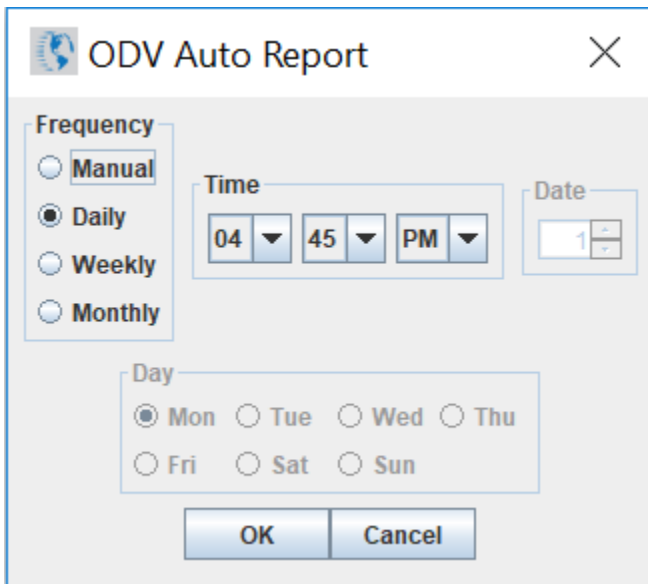 ODV Auto Report
Frequency
Manual
Daily
Weekly
Monthly
Time
04 45 PM
Date
1
Day
Mon Tue Wed Thu
Fri Sat Sun
OK Cancel